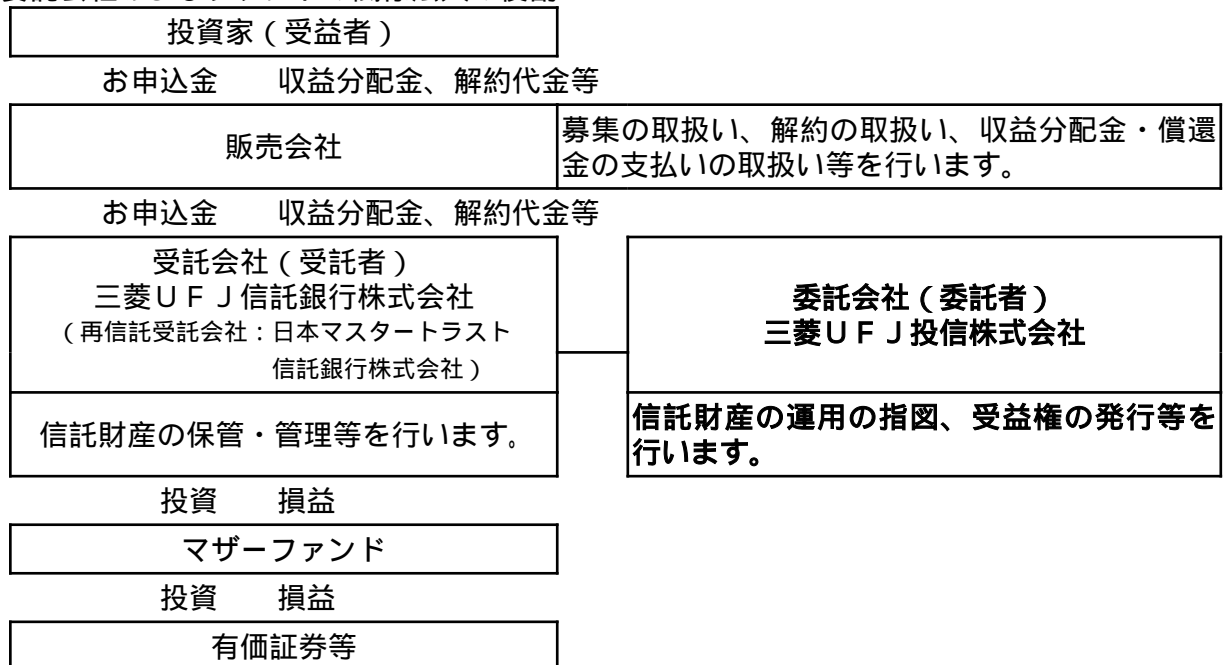 投資家（受益者）
お申込金　　収益分配金、解約代金等
販売会社
募集の取扱い、解約の取扱い、収益分配金・償還
金の支払いの取扱い等を行います。
お申込金　　収益分配金、解約代金等
受託会社（受託者）
三菱ＵＦＪ信託銀行株式会社
（再信託受託会社：日本マスタートラスト
信託銀行株式会社）
委託会社（委託者）
三菱ＵＦＪ投信株式会社
信託財産の保管・管理等を行います。
信託財産の運用の指図、受益権の発行等を
行います。
投資　　損益
マザーファンド
投資　　損益
有価証券等